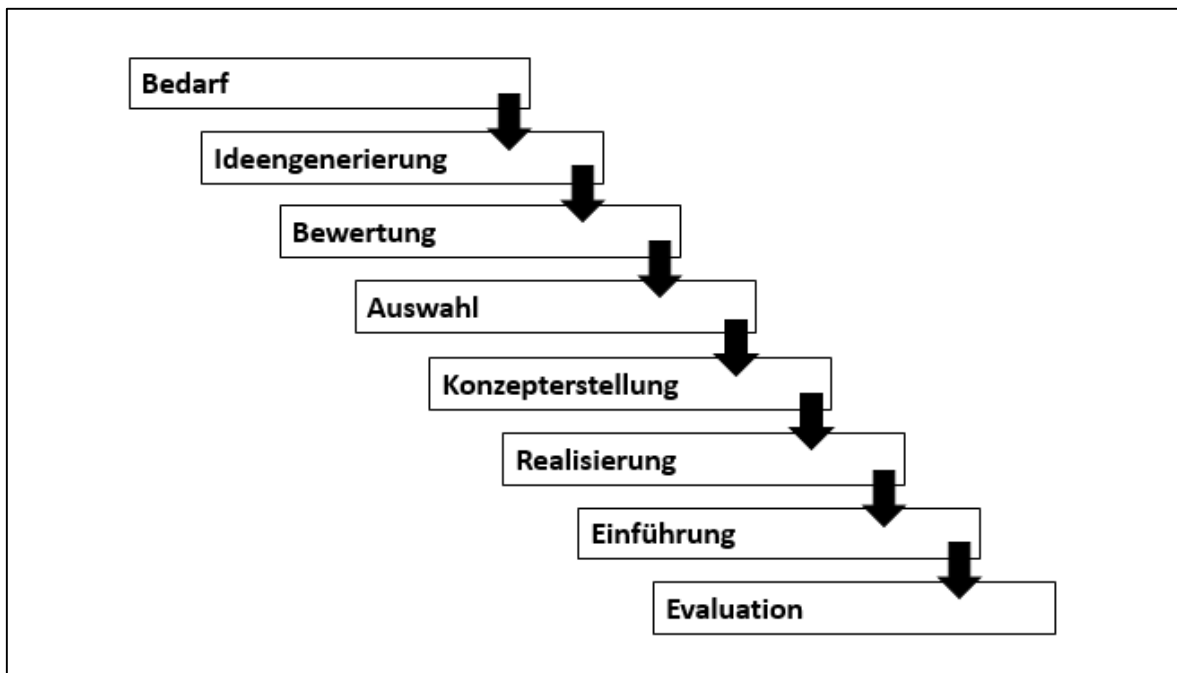 Bedarf
Ideengenerierung
Bewertung
Auswahl
Konzepterstellung
Realisierung
Einführung
Evaluation